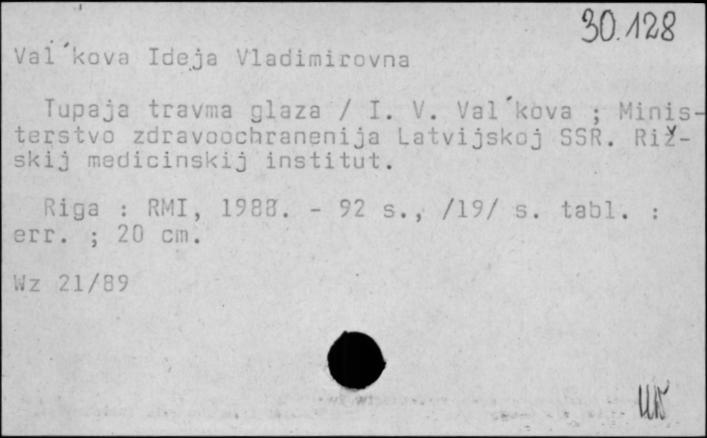 30.128
Val´kova Ideja Vladimirovna
Tupaja travma glaza / I. V. Val´kova ; Minis-
terstvo zdravoochranenija Latvijskoj SSR. Riž-
skij medicinskij institut.
Riga : RMI, 1988. - 92 s., /19/ s. tabl. :
err. ; 20 cm.
Wz 21/89